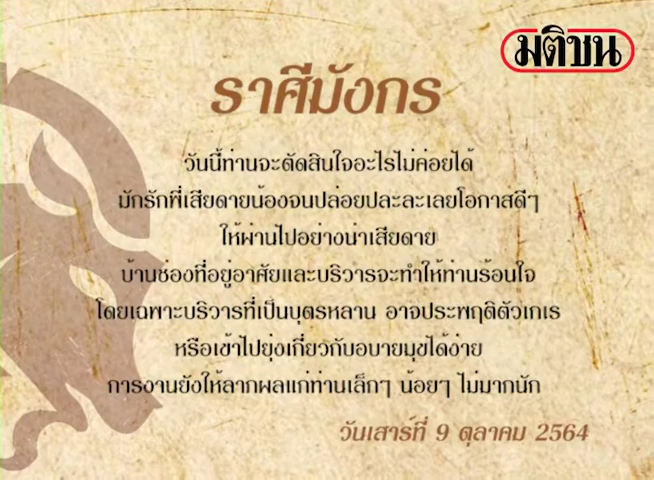 มติชน
ราศีมังกร
วันนี้ท่านจะตัดสินใจอะไรไม่ค่อยได้
มักรักพี่เสียดายน้องจนปล่อยปละละเลยโอกาสดีๆ
ให้ผ่านไปอย่างน่าเสียดาย
บ้านช่องที่อยู่อาศัยและบริวารจะทำให้ท่านร้อนใจ
โดยเฉพาะบริวารที่เป็นบุตรหลาน อาจประพฤติตัวเกเร
หรือเข้าไปยุ่งเกี่ยวกับอบายมุขได้ง่าย
การงานยังให้ลากผลแก่ท่านเล็กๆ น้อยๆ ไม่มากนัก
วันเสาร์ที่ 9 ตุลาคม 2564